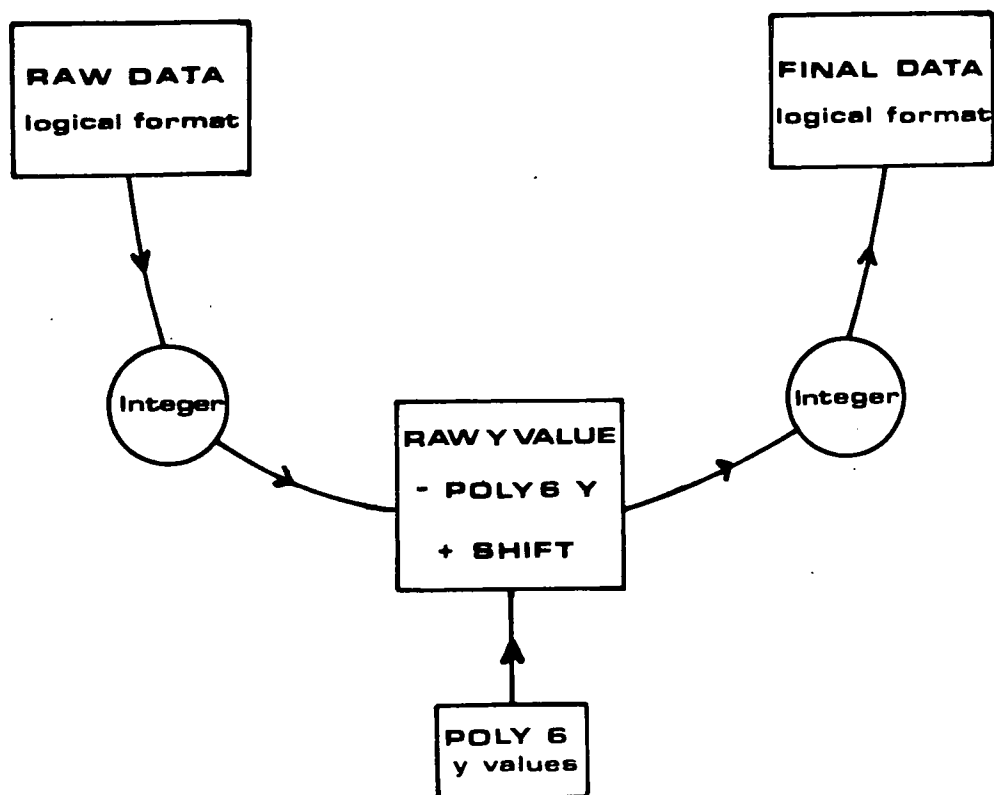 RAW DATA
logical format
FINAL DATA
logical format
Integer
Integer
RAW Y VALUE
- POLY 6 Y
+ SHIFT
POLY 6
y values